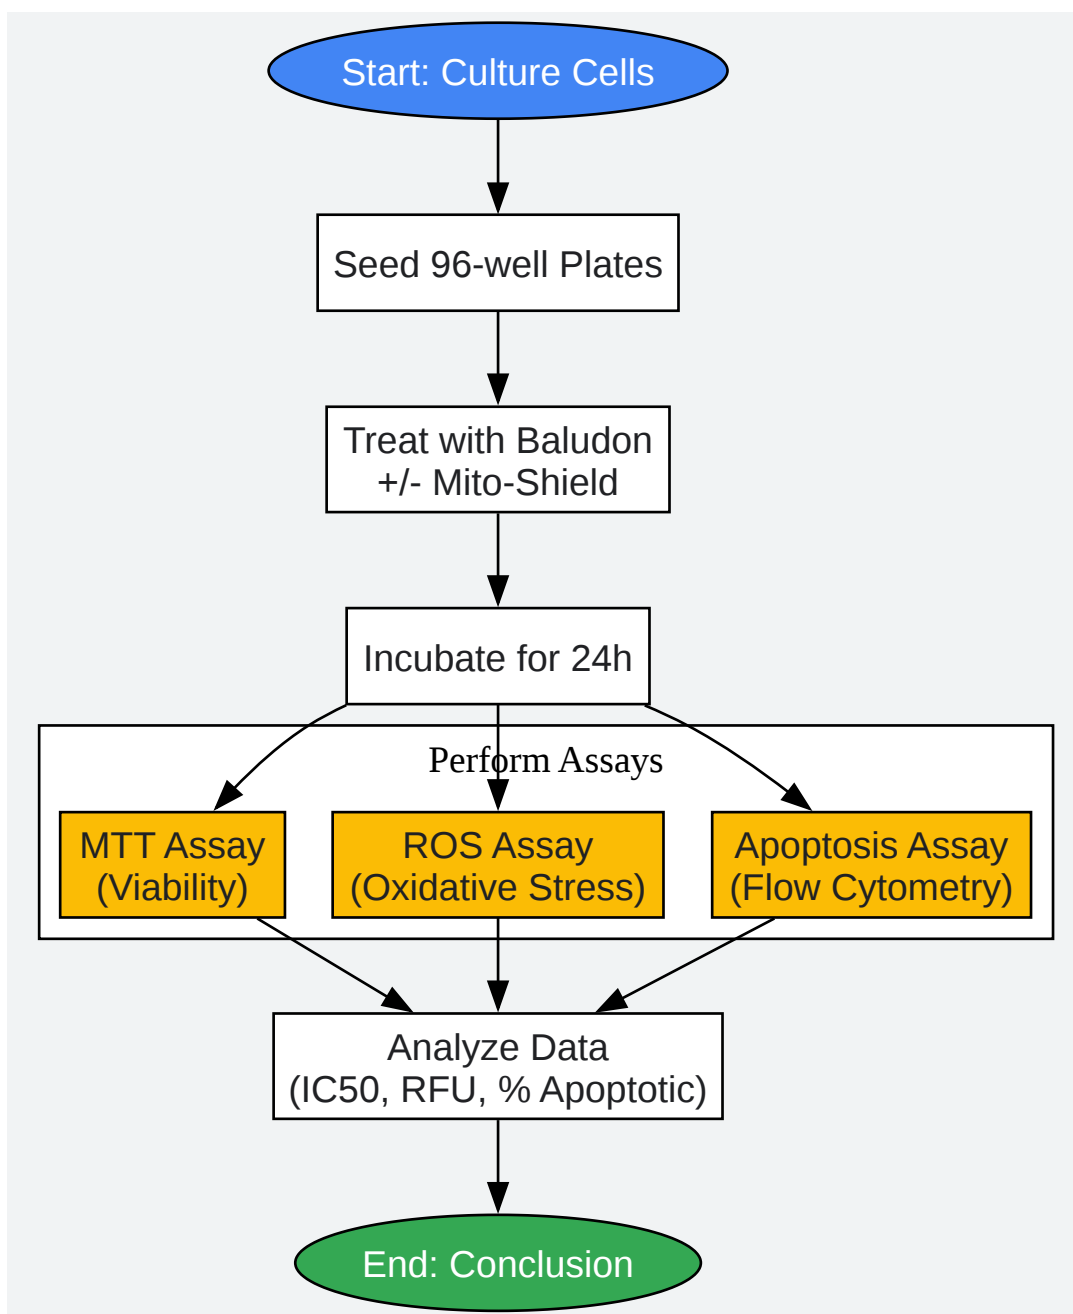 Start: Culture Cells
Seed 96-well Plates
Treat with Baludon
+/- Mito-Shield
Incubate for 24h
Perform Assays
MTT Assay
(Viability)
ROS Assay
(Oxidative Stress)
Apoptosis Assay
(Flow Cytometry)
Analyze Data
(IC50, RFU, % Apoptotic)
End: Conclusion